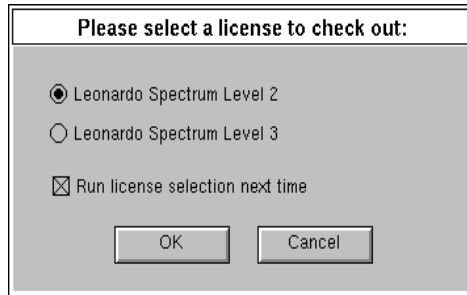 Please select a license to check out:
Leonardo Spectrum Level 2
Leonardo Spectrum Level 3
Run license selection next time
OK Cancel